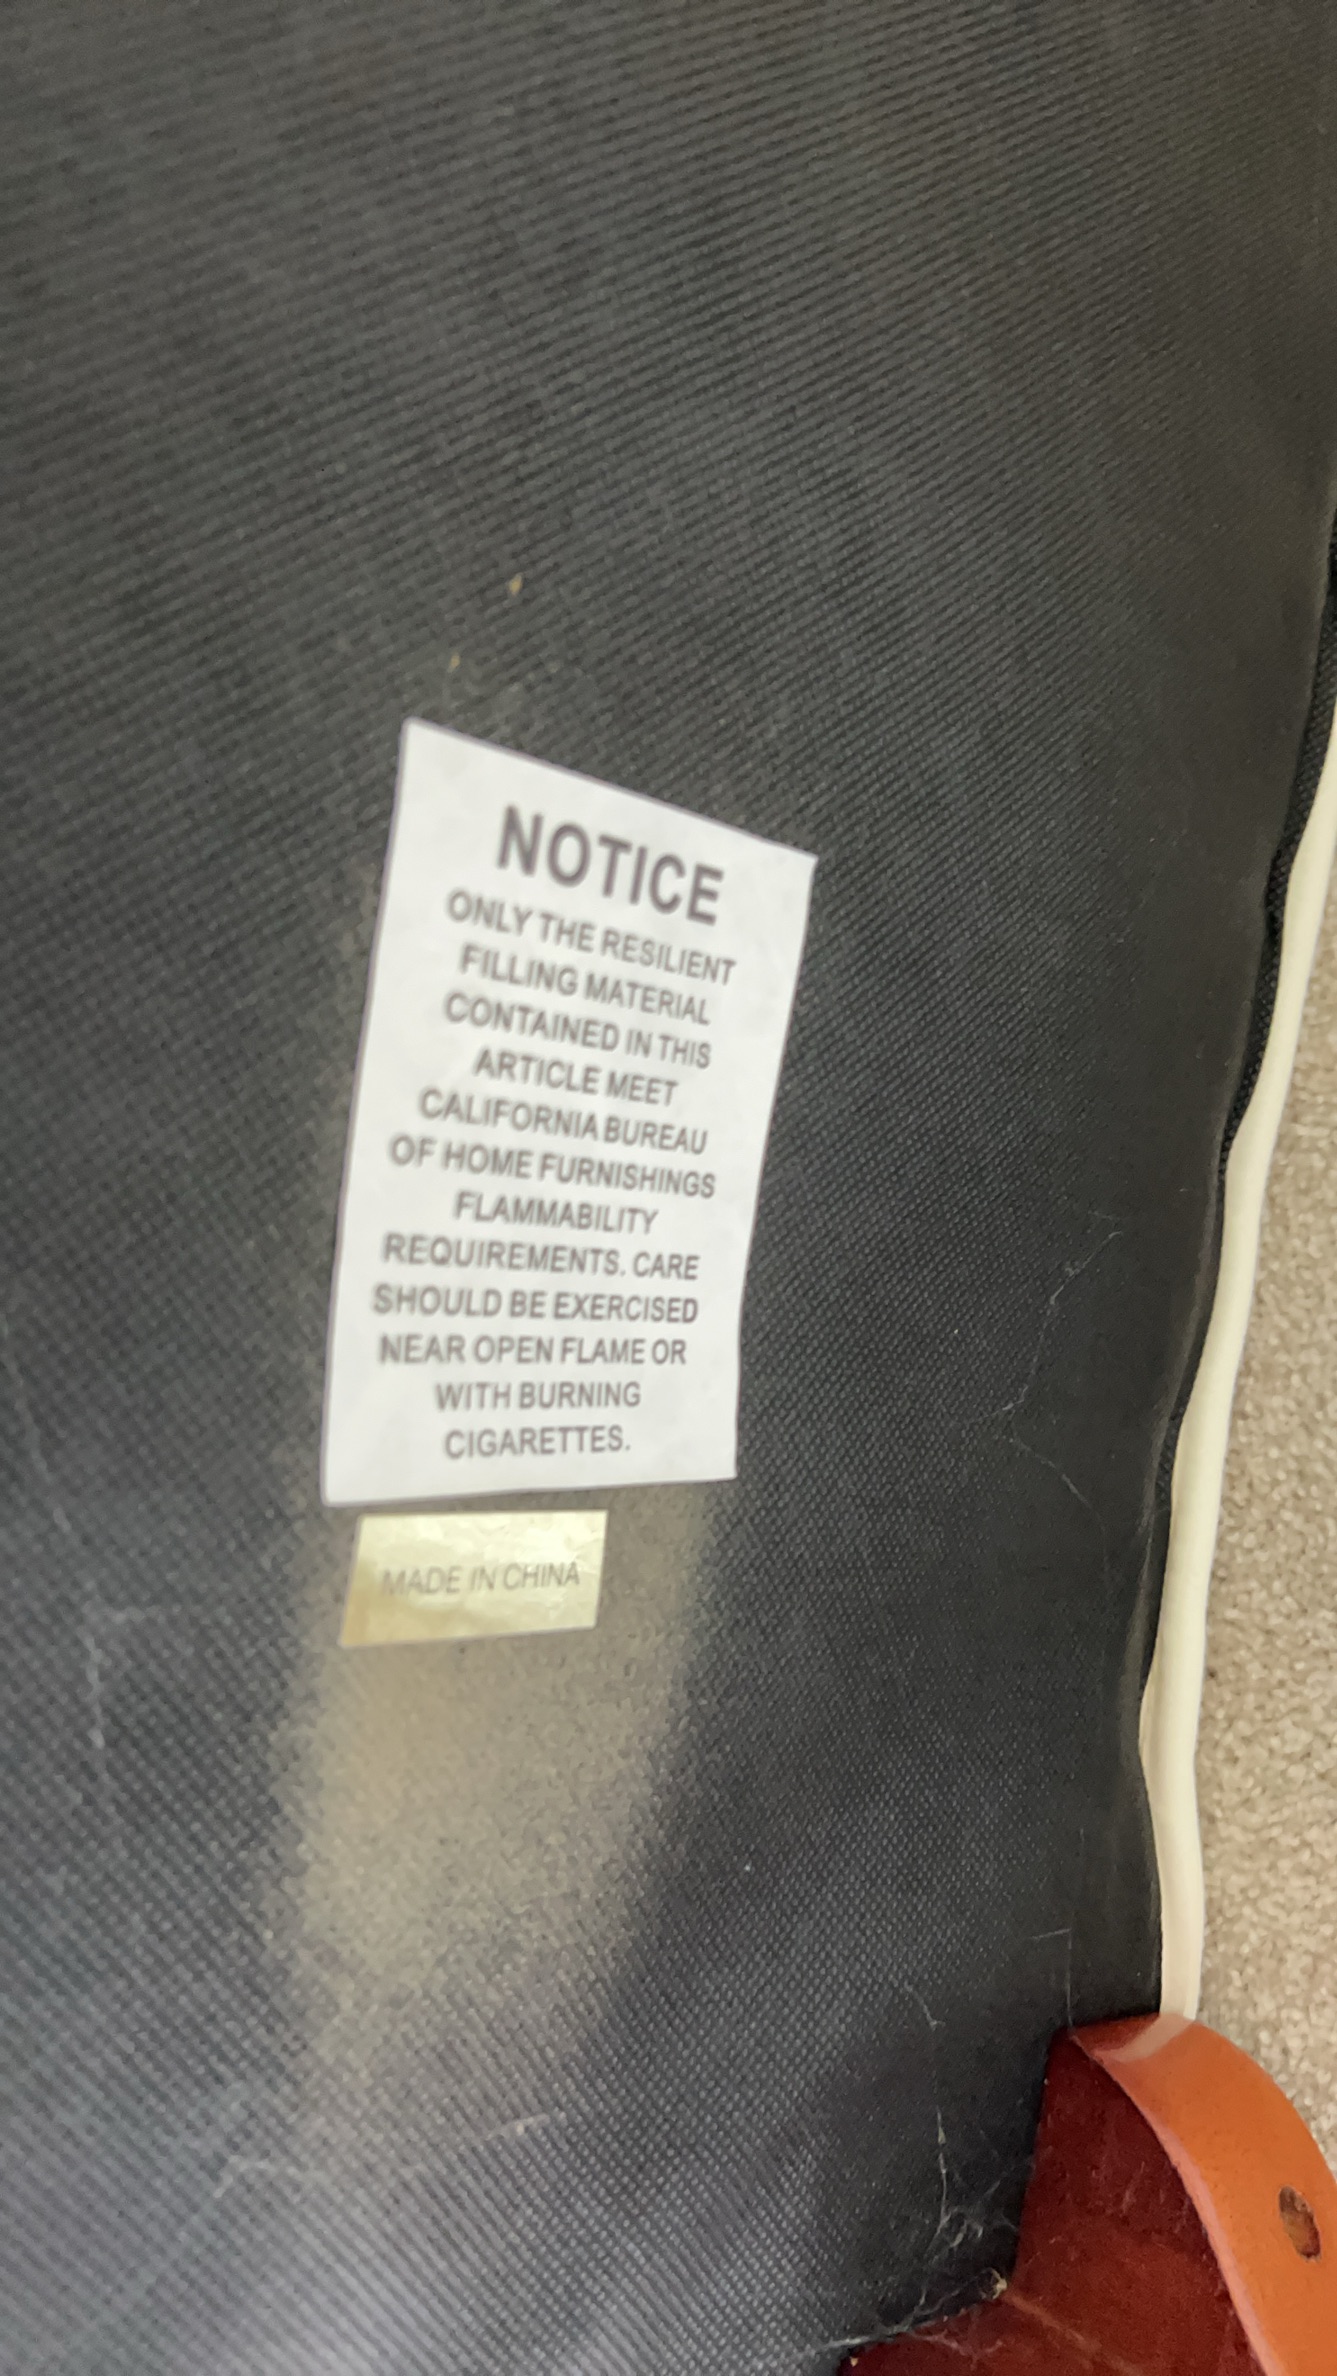 NOTICE
ONLY THE RESILIENT
FILLING MATERIAL
CONTAINED IN THIS
ARTICLE MEET
CALIFORNIA BUREAU
OF HOME FURNISHINGS
FLAMMABILITY
REQUIREMENTS. CARE
SHOULD BE EXERCISED
NEAR OPEN FLAME OR
WITH BURNING
CIGARETTES.
MADE IN CHINA